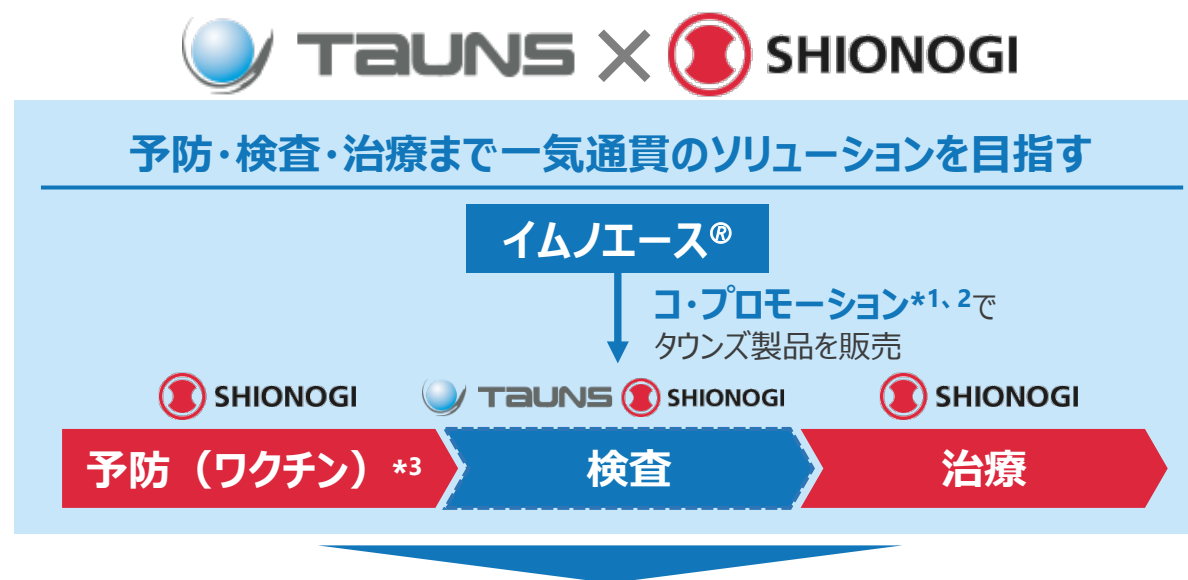 TAUNS × SHIONOGI
予防・検査・治療まで一気通貫のソリューションを目指す
イムノエース®
コ・プロモーション*1、2で
タウンズ製品を販売
SHIONOGI TAUNS SHIONOGI SHIONOGI
予防（ワクチン）*3 検査 治療